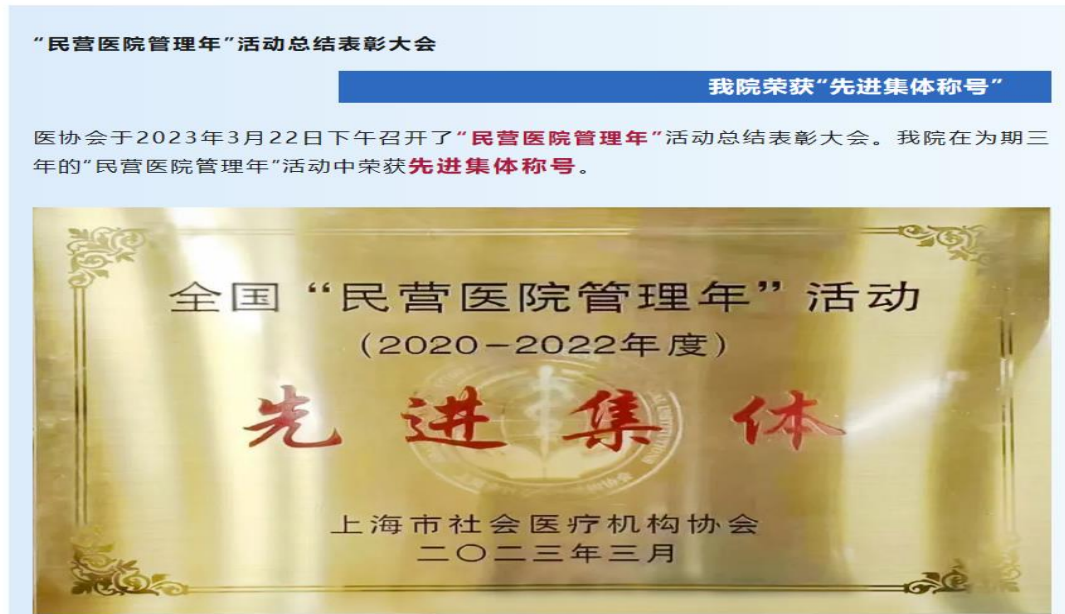 “民营医院管理年”活动总结表彰大会
我院荣获“先进集体称号”
医协会于2023年3月22日下午召开了“民营医院管理年”活动总结表彰大会。我院在为期三
年的“民营医院管理年”活动中荣获先进集体称号。
全国“民营医院管理年”活动
(2020-2022年度)
先进集体
上海市社会医疗机构协会
二〇二三年三月